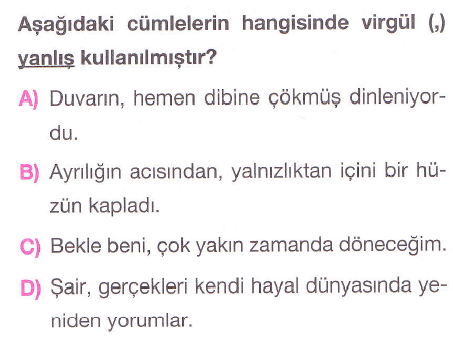 Aşağıdaki cümlelerin hangisinde virgül (,)
yanlış kullanılmıştır?
A) Duvarın, hemen dibine çökmüş dinleniyor-
du.
B) Ayrılığın acısından, yalnızlıktan içini bir hü-
zün kapladı.
C) Bekle beni, çok yakın zamanda döneceğim.
D) Şair, gerçekleri kendi hayal dünyasında ye-
niden yorumlar.